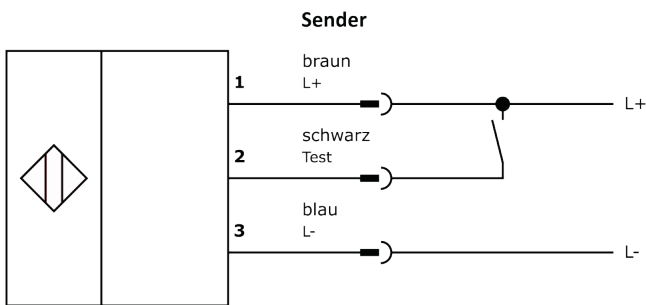 Sender
braun
1 L+ L+
schwarz
2 Test
blau
3 L- L-